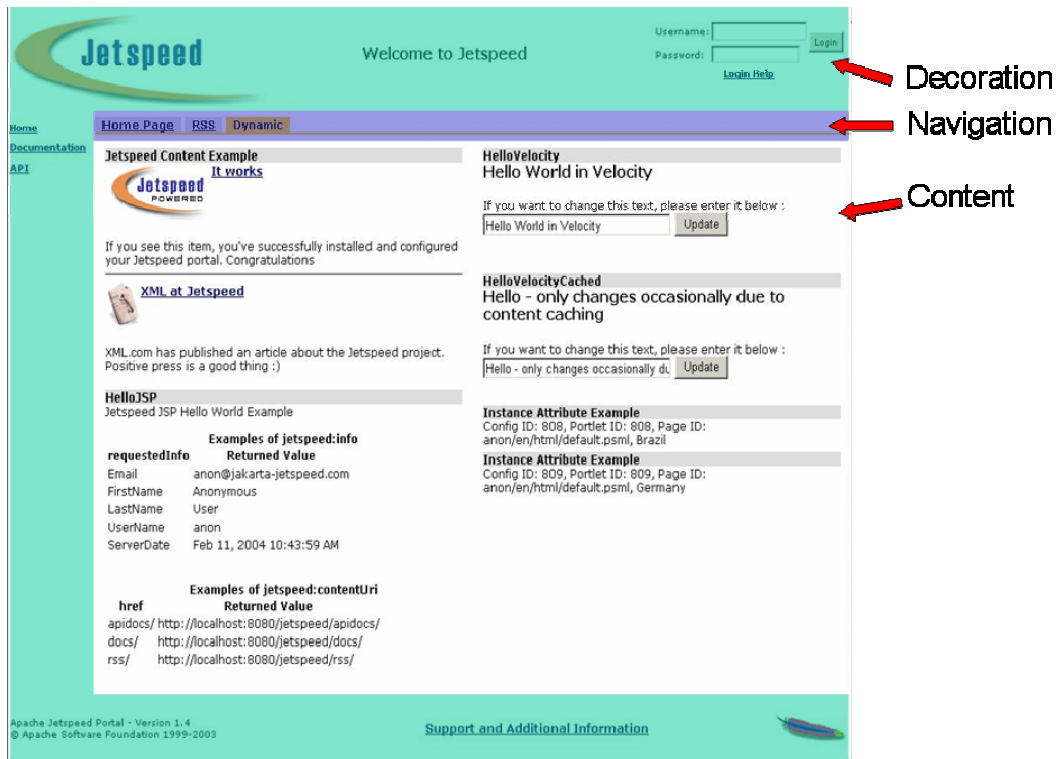 Jetspeed
Welcome to Jetspeed
Username:
Password:
Login
Login Help
Decoration
Home
Documentation
API
Home Page RSS Dynamic
Navigation
Jetspeed Content Example
It works
Jetspeed
POWERED
If you see this item, you've successfully installed and configured
your Jetspeed portal. Congratulations
XML at Jetspeed
XML.com has published an article about the Jetspeed project.
Positive press is a good thing :)
HelloJSP
Jetspeed JSP Hello World Example
Examples of jetspeed:info
requestedInfo Returned Value
Email anon@jakarta-jetspeed.com
FirstName Anonymous
LastName User
UserName anon
ServerDate Feb 11, 2004 10:43:59 AM
Examples of jetspeed:contentUri
href Returned Value
apidocs/ http://localhost:8080/jetspeed/apidocs/
docs/ http://localhost:8080/jetspeed/docs/
rss/ http://localhost:8080/jetspeed/rss/
HelloVelocity
Hello World in Velocity
If you want to change this text, please enter it below :
Hello World in Velocity Update
Content
HelloVelocityCached
Hello - only changes occasionally due to
content caching
If you want to change this text, please enter it below :
Hello - only changes occasionally du Update
Instance Attribute Example
Config ID: 808, Portlet ID: 808, Page ID:
anon/en/html/default.psml, Brazil
Instance Attribute Example
Config ID: 809, Portlet ID: 809, Page ID:
anon/en/html/default.psml, Germany
Apache Jetspeed Portal - Version 1.4
© Apache Software Foundation 1999-2003
Support and Additional Information